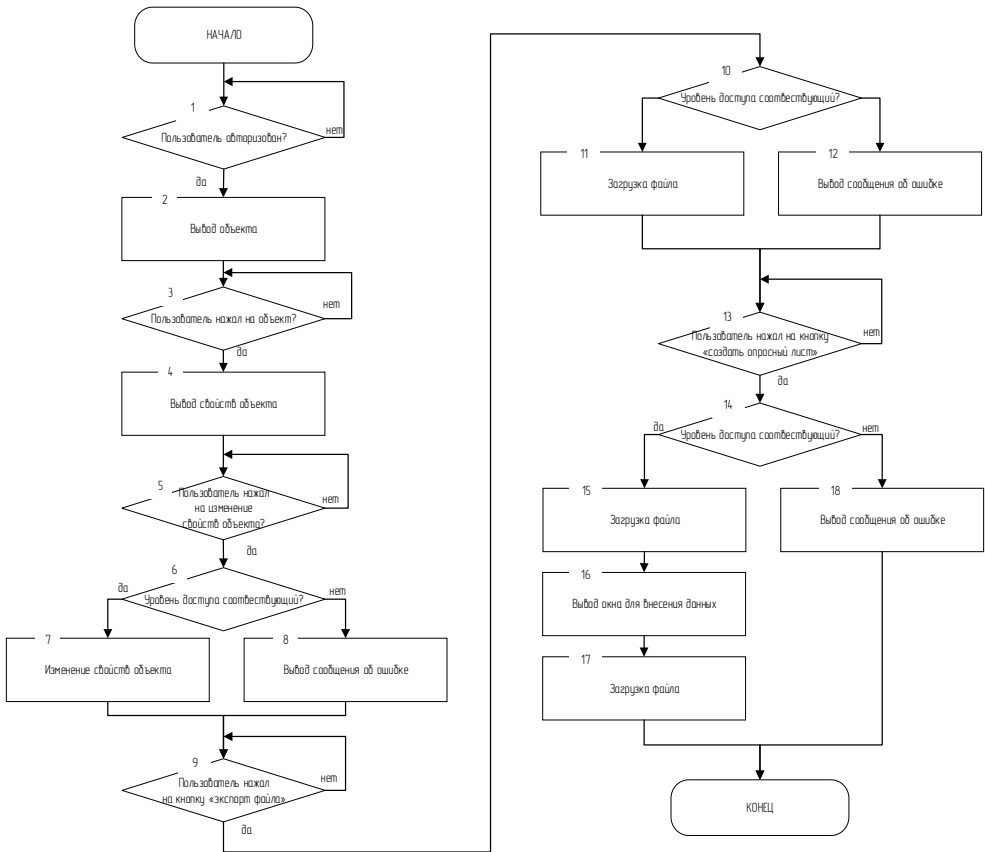 НАЧАЛО
1
Пользователь авторизован?
нет
да
2
Вывод объекта
3
Пользователь нажал на объект?
нет
да
4
Вывод свойств объекта
5
Пользователь нажал
на изменение
свойств объекта?
нет
да
6
Уровень доступа соотвествующий?
да
нет
7
Изменение свойств объекта
8
Вывод сообщения об ошибке
9
Пользователь нажал
на кнопку «экспорт файла»
нет
да
10
Уровень доступа соотвествующий?
11
Загрузка файла
12
Вывод сообщения об ошибке
13
Пользователь нажал на кнопку
«создать опросный лист»
нет
да
14
Уровень доступа соотвествующий?
да
нет
15
Загрузка файла
18
Вывод сообщения об ошибке
16
Вывод окна для внесения данных
17
Загрузка файла
КОНЕЦ